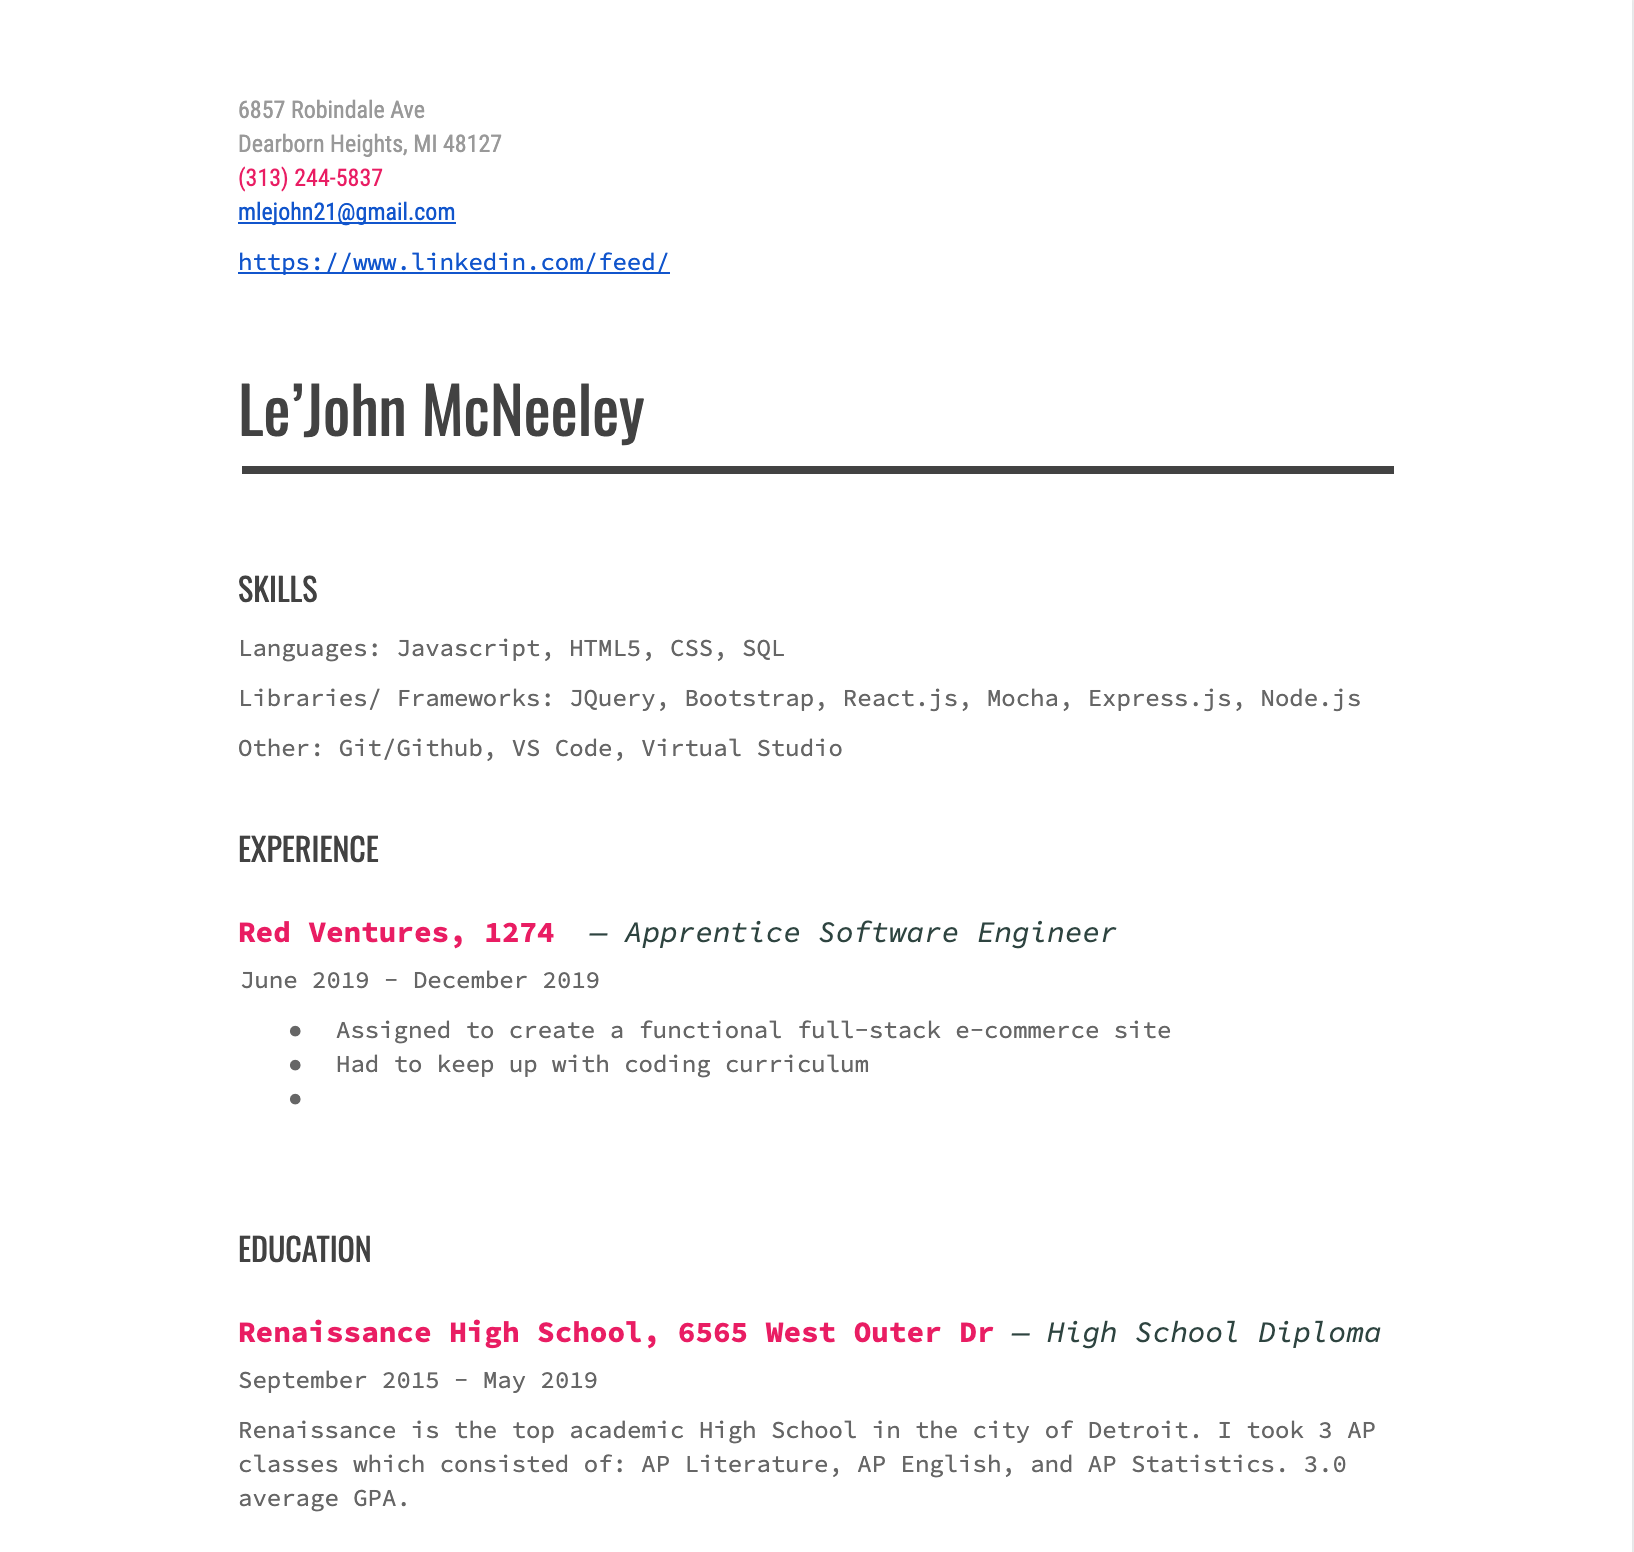 6857 Robindale Ave
Dearborn Heights, MI 48127
(313) 244-5837
mlejohn21@gmail.com
https://www.linkedin.com/feed/
Le’John McNeeley
SKILLS
Languages: Javascript, HTML5, CSS, SQL
Libraries/ Frameworks: JQuery, Bootstrap, React.js, Mocha, Express.js, Node.js
Other: Git/Github, VS Code, Virtual Studio
EXPERIENCE
Red Ventures, 1274 — Apprentice Software Engineer
June 2019 - December 2019
● Assigned to create a functional full-stack e-commerce site
● Had to keep up with coding curriculum
●
EDUCATION
Renaissance High School, 6565 West Outer Dr — High School Diploma
September 2015 - May 2019
Renaissance is the top academic High School in the city of Detroit. I took 3 AP
classes which consisted of: AP Literature, AP English, and AP Statistics. 3.0
average GPA.